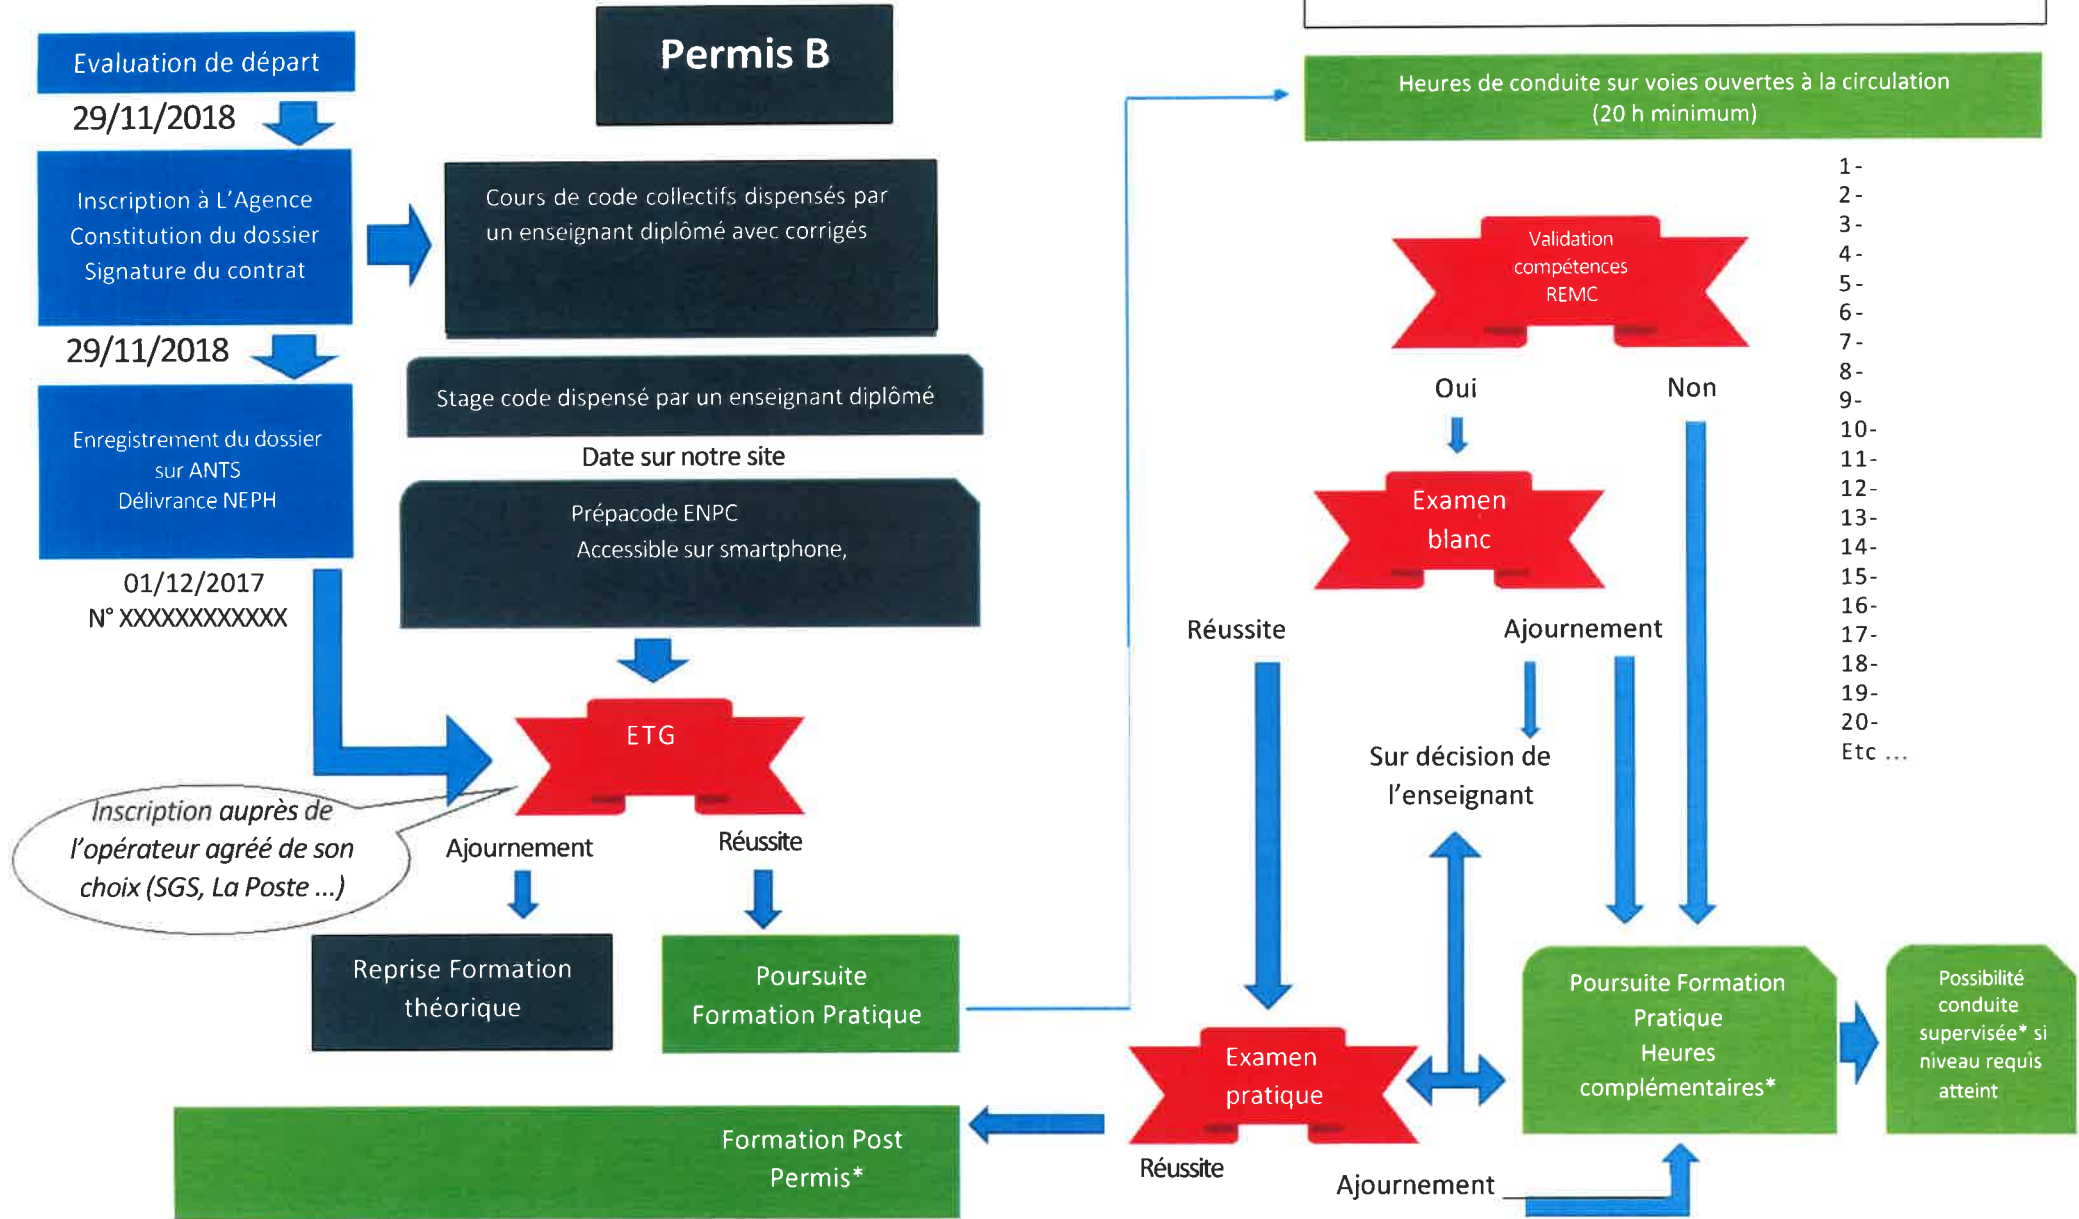 Permis B
Evaluation de départ
29/11/2018
Inscription à L'Agence
Constitution du dossier
Signature du contrat
29/11/2018
Enregistrement du dossier
sur ANTS
Délivrance NEPH
01/12/2017
N° XXXXXXXXXXXX
Cours de code collectifs dispensés par
un enseignant diplômé avec corrigés
Stage code dispensé par un enseignant diplômé
Date sur notre site
Prépacode ENPC
Accessible sur smartphone,
ETG
Inscription auprès de
l'opérateur agréé de son
choix (SGS, La Poste ...)
Ajournement
Réussite
Reprise Formation
théorique
Poursuite
Formation Pratique
Heures de conduite sur voies ouvertes à la circulation
(20 h minimum)
1-
2-
3-
4-
5-
6-
7-
8-
9-
10-
11-
12-
13-
14-
15-
16-
17-
18-
19-
20-
Etc ...
Validation
compétences
REMC
Oui
Non
Examen
blanc
Réussite
Ajournement
Sur décision de
l'enseignant
Examen
pratique
Poursuite Formation
Pratique
Heures
complémentaires*
Possibilité
conduite
supervisée* si
niveau requis
atteint
Réussite
Ajournement
Formation Post
Permis*